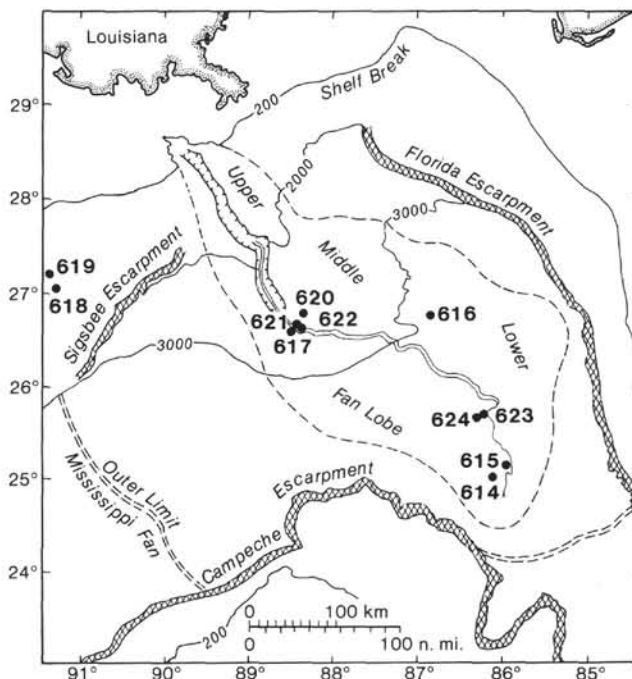 Louisiana
29°
28°
27°
26°
25°
24°
200
Shelf Break
2000
Florida Escarpment
3000
Upper
Middle
Lower
Sigsbee Escarpment
619
618
620
621
622
617
616
3000
Fan Lobe
624
623
615
614
Outer Limit
Mississippi Fan
Campeche
Escarpment
200
0 100 km
0 100 n. mi.
91° 90° 89° 88° 87° 86° 85° 84°